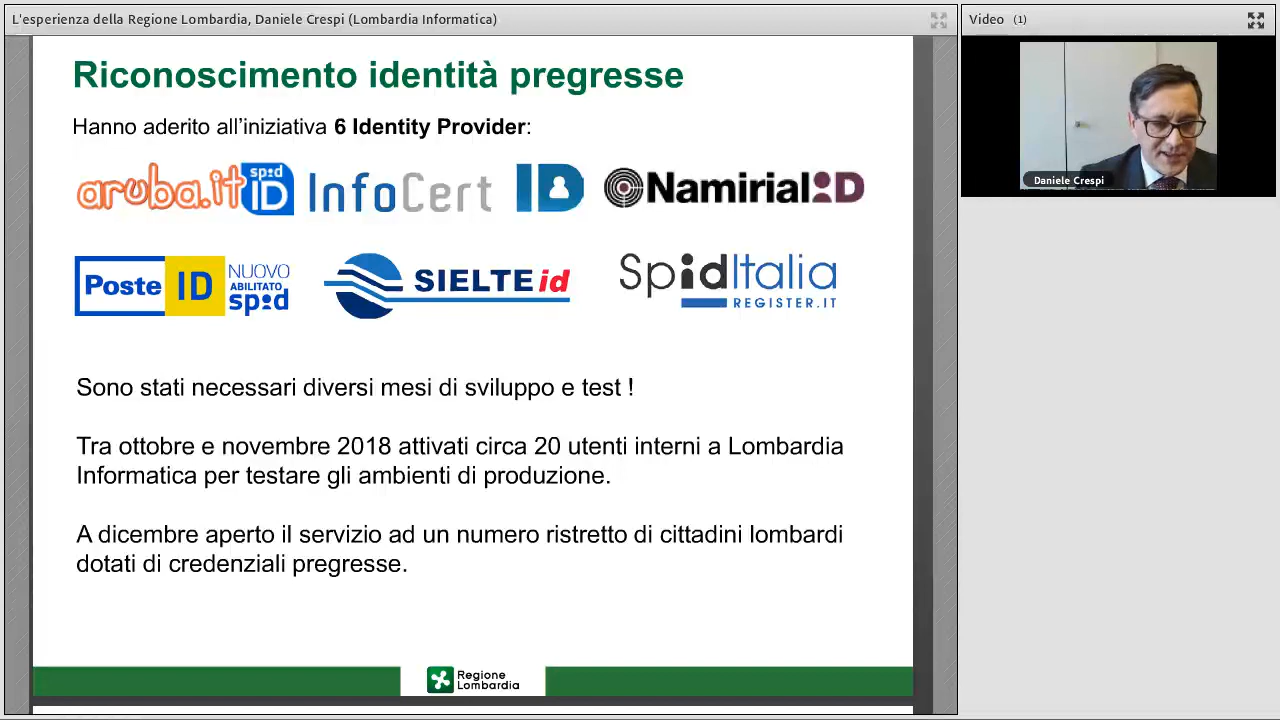 L'esperienza della Regione Lombardia, Daniele Crespi (Lombardia Informatica)
Video (1)
Daniele Crespi
Riconoscimento identità pregresse
Hanno aderito all'iniziativa 6 Identity Provider:
aruba.it spid ID
InfoCert ID
Namirial ID
Poste ID NUOVO ABILITATO spid
SIELTE id
SpidItalia
REGISTER.IT
Sono stati necessari diversi mesi di sviluppo e test !
Tra ottobre e novembre 2018 attivati circa 20 utenti interni a Lombardia
Informatica per testare gli ambienti di produzione.
A dicembre aperto il servizio ad un numero ristretto di cittadini lombardi
dotati di credenziali pregresse.
Regione
Lombardia